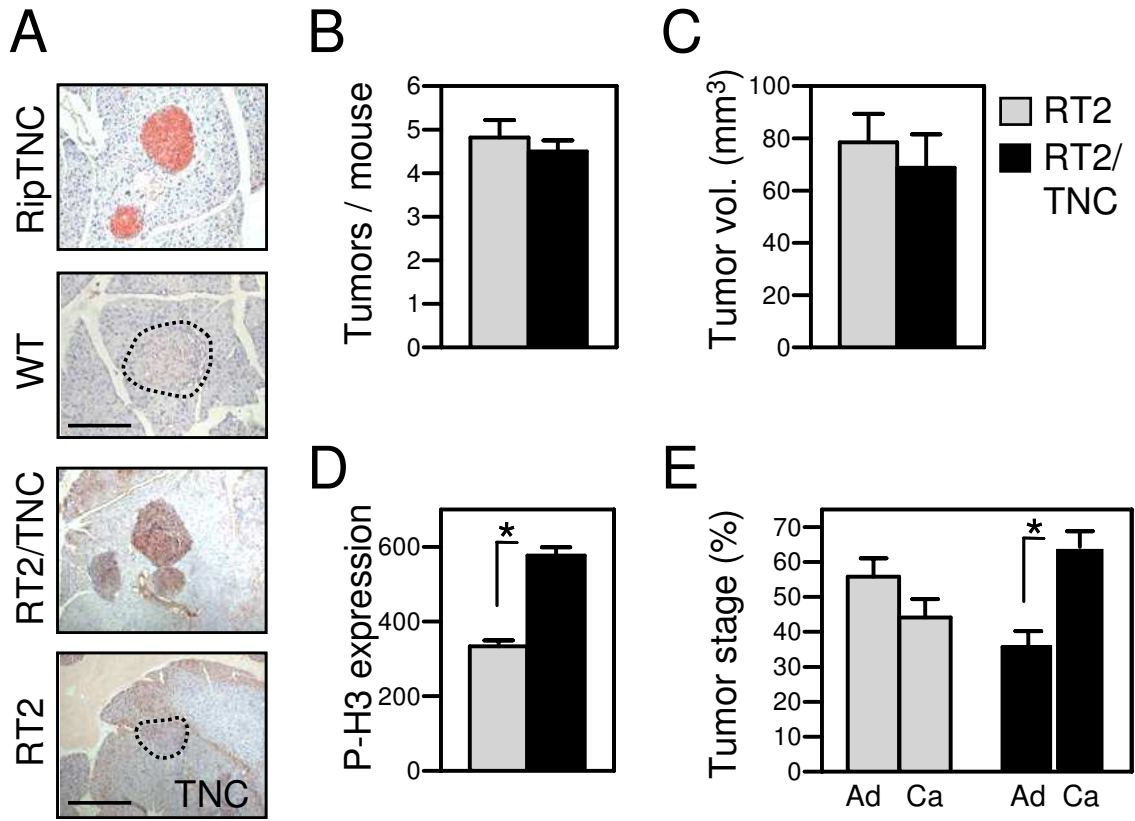 A
RipTNC
WT
RT2/TNC
RT2
TNC
B
Tumors / mouse
6
5
4
3
2
1
0
C
Tumor vol. (mm³)
100
80
60
40
20
0
RT2
RT2/
TNC
D
P-H3 expression
600
400
200
0
*
E
Tumor stage (%)
70
60
50
40
30
20
10
0
*
Ad Ca Ad Ca